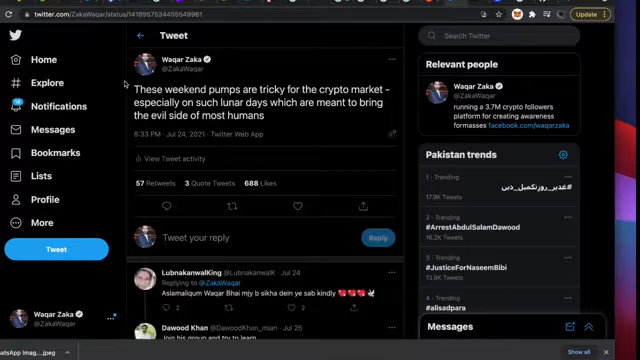 twitter.com/ZakaWaqar/status/1418957534455549961
Update
Home
Explore
Notifications
Messages
Bookmarks
Lists
Profile
More
Tweet
Waqar Zaka
@ZakaWaqar
Tweet
Waqar Zaka
@ZakaWaqar
These weekend pumps are tricky for the crypto market -
especially on such lunar days which are meant to bring
the evil side of most humans
8:33 PM · Jul 24, 2021 · Twitter Web App
View Tweet activity
57 Retweets 3 Quote Tweets 688 Likes
Tweet your reply
Reply
LubnakanwalKing @LubnakanwalK · Jul 24
Replying to @ZakaWaqar
Aslamaliqum Waqar Bhai mjy b sikha dein ye sab kindly
2
2
Dawood Khan @DawoodKhan_mian · Jul 25
Join his group and try to learn
Search Twitter
Relevant people
Waqar Zaka
@ZakaWaqar
running a 3.7M crypto followers
platform for creating awareness
formasses facebook.com/waqarzaka
Pakistan trends
1 · Trending
17.9K Tweets
2 · Trending
#ArrestAbdulSalamDawood
16.2K Tweets
3 · Trending
#JusticeForNaseemBibi
13.8K Tweets
4 · Trending
#alisadpara
Messages
WhatsApp Imag....jpeg
Show all